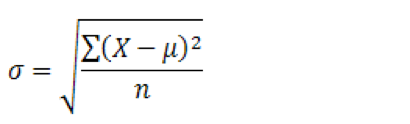 σ = √(∑(X − μ)² / n)